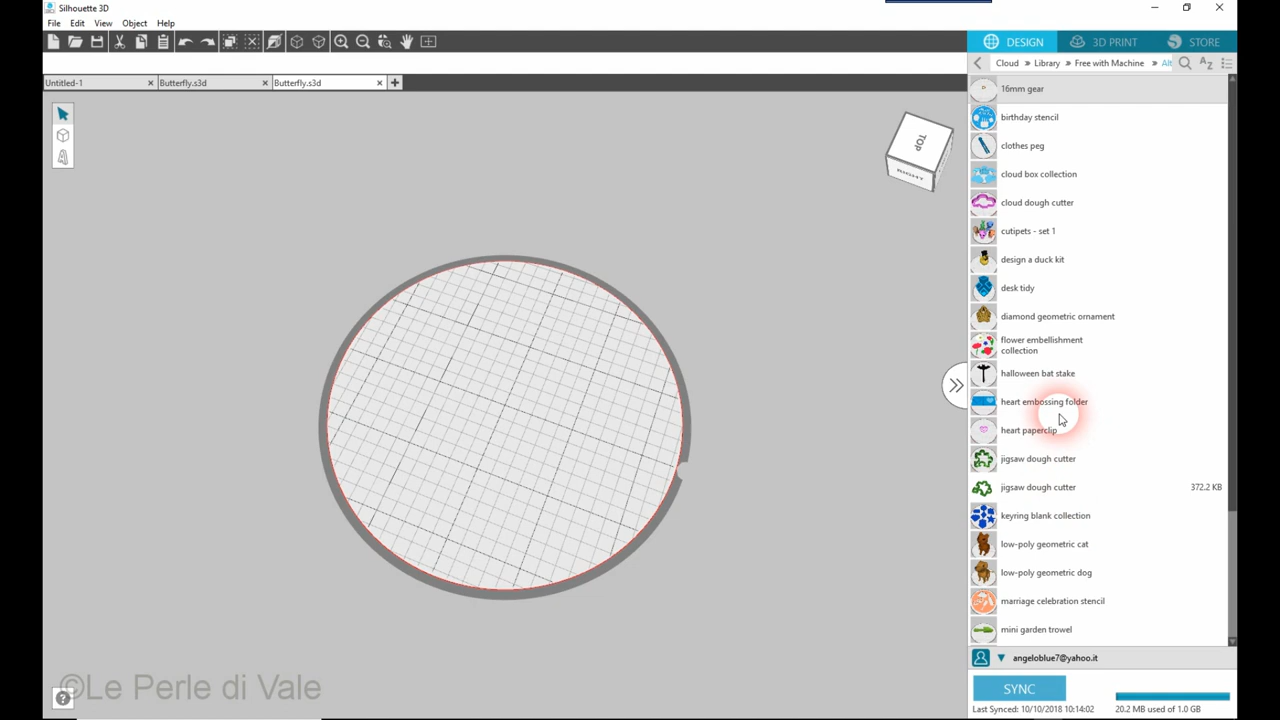 Silhouette 3D
File Edit View Object Help
DESIGN 3D PRINT STORE
Cloud » Library » Free with Machine » Alt
Untitled-1 Butterfly.s3d Butterfly.s3d
TOP
RIGHT
16mm gear
birthday stencil
clothes peg
cloud box collection
cloud dough cutter
cutipets - set 1
design a duck kit
desk tidy
diamond geometric ornament
flower embellishment
collection
halloween bat stake
heart embossing folder
heart paperclip
jigsaw dough cutter
jigsaw dough cutter 372.2 KB
keyring blank collection
low-poly geometric cat
low-poly geometric dog
marriage celebration stencil
mini garden trowel
angeloblue7@yahoo.it
SYNC
Last Synced: 10/10/2018 10:14:02 20.2 MB used of 1.0 GB
©Le Perle di Vale